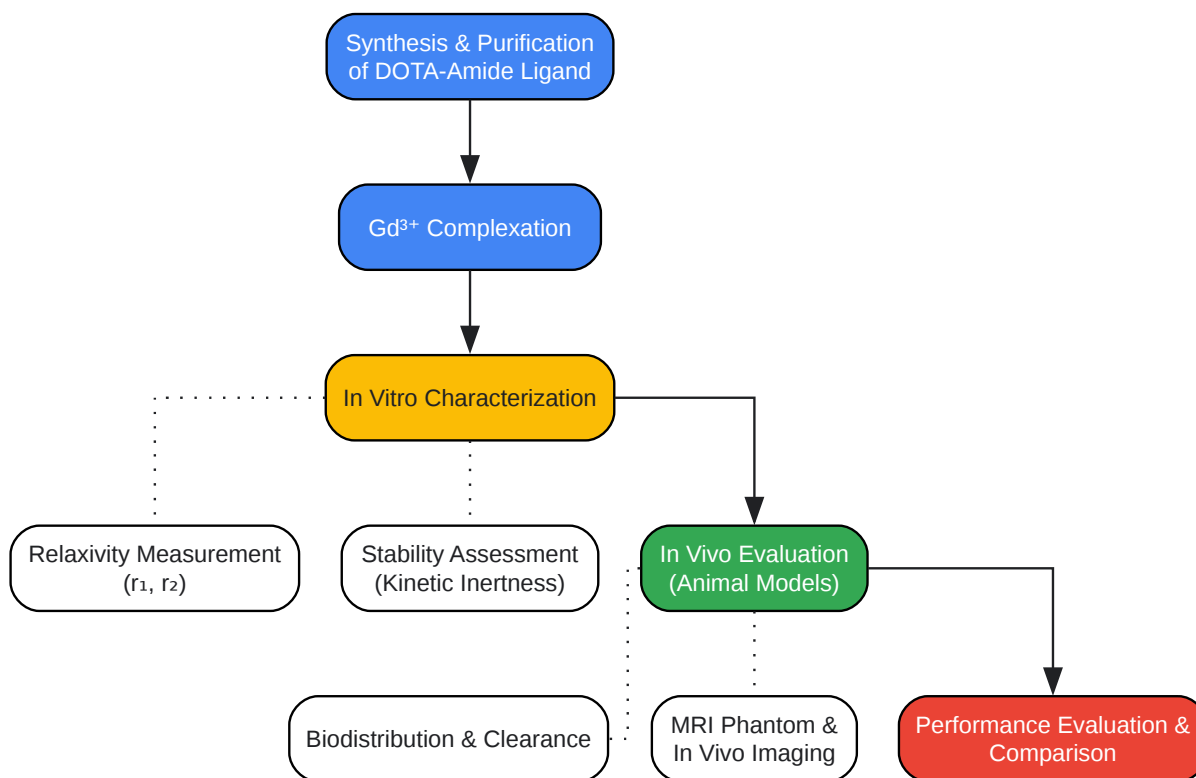 Synthesis & Purification
of DOTA-Amide Ligand
Gd³⁺ Complexation
In Vitro Characterization
Relaxivity Measurement
(r₁, r₂)
Stability Assessment
(Kinetic Inertness)
In Vivo Evaluation
(Animal Models)
Biodistribution & Clearance
MRI Phantom &
In Vivo Imaging
Performance Evaluation &
Comparison